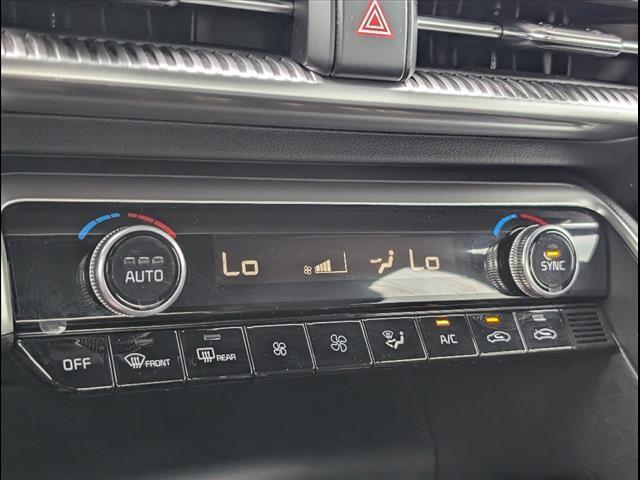 AUTO
Lo
Lo
SYNC
OFF
FRONT
REAR
A/C